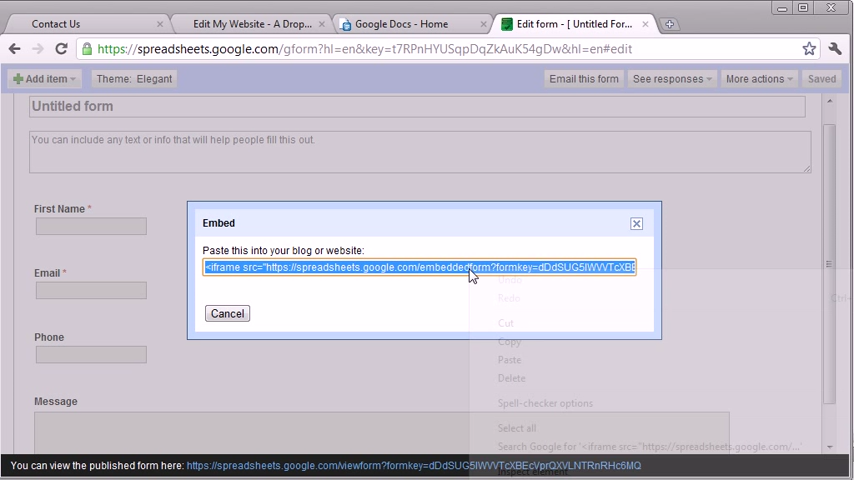 Contact Us
Edit My Website - A Drop...
Google Docs - Home
Edit form - [ Untitled For...
https://spreadsheets.google.com/gform?hl=en&key=t7RPnHYUSqpDqZkAuK54gDw&hl=en#edit
Add item
Theme: Elegant
Email this form
See responses
More actions
Saved
Untitled form
You can include any text or info that will help people fill this out.
First Name *
Embed
Paste this into your blog or website:
<iframe src="https://spreadsheets.google.com/embeddedform?formkey=dDdSUG5IWVVTcXBE
Email *
Undo
Redo
Ctrl+
Cancel
Cut
Phone
Copy
Paste
Delete
Message
Spell-checker options
Select all
Search Google for '<iframe src="https://spreadsheets.google.com/...'
You can view the published form here: https://spreadsheets.google.com/viewform?formkey=dDdSUG5IWVVTcXBEcVprQXVLNTRnRHc6MQ
Inspect element